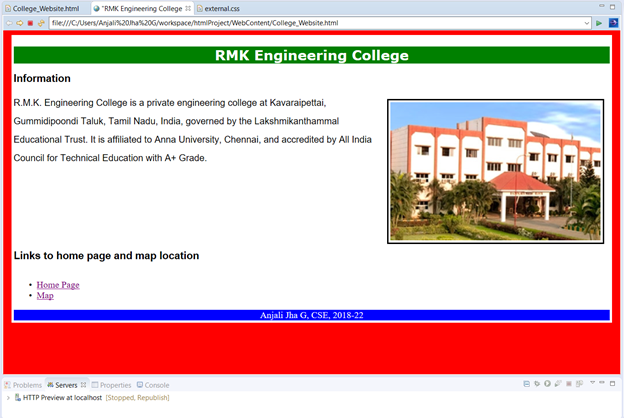 College_Website.html
"RMK Engineering College
external.css
file:///C:/Users/Anjali%20Jha%20G/workspace/htmlProject/WebContent/College_Website.html
RMK Engineering College
Information
R.M.K. Engineering College is a private engineering college at Kavaraipettai,
Gummidipoondi Taluk, Tamil Nadu, India, governed by the Lakshmikanthammal
Educational Trust. It is affiliated to Anna University, Chennai, and accredited by All India
Council for Technical Education with A+ Grade.
Links to home page and map location
Home Page
Map
Anjali Jha G, CSE, 2018-22
Problems
Servers
Properties
Console
HTTP Preview at localhost [Stopped, Republish]